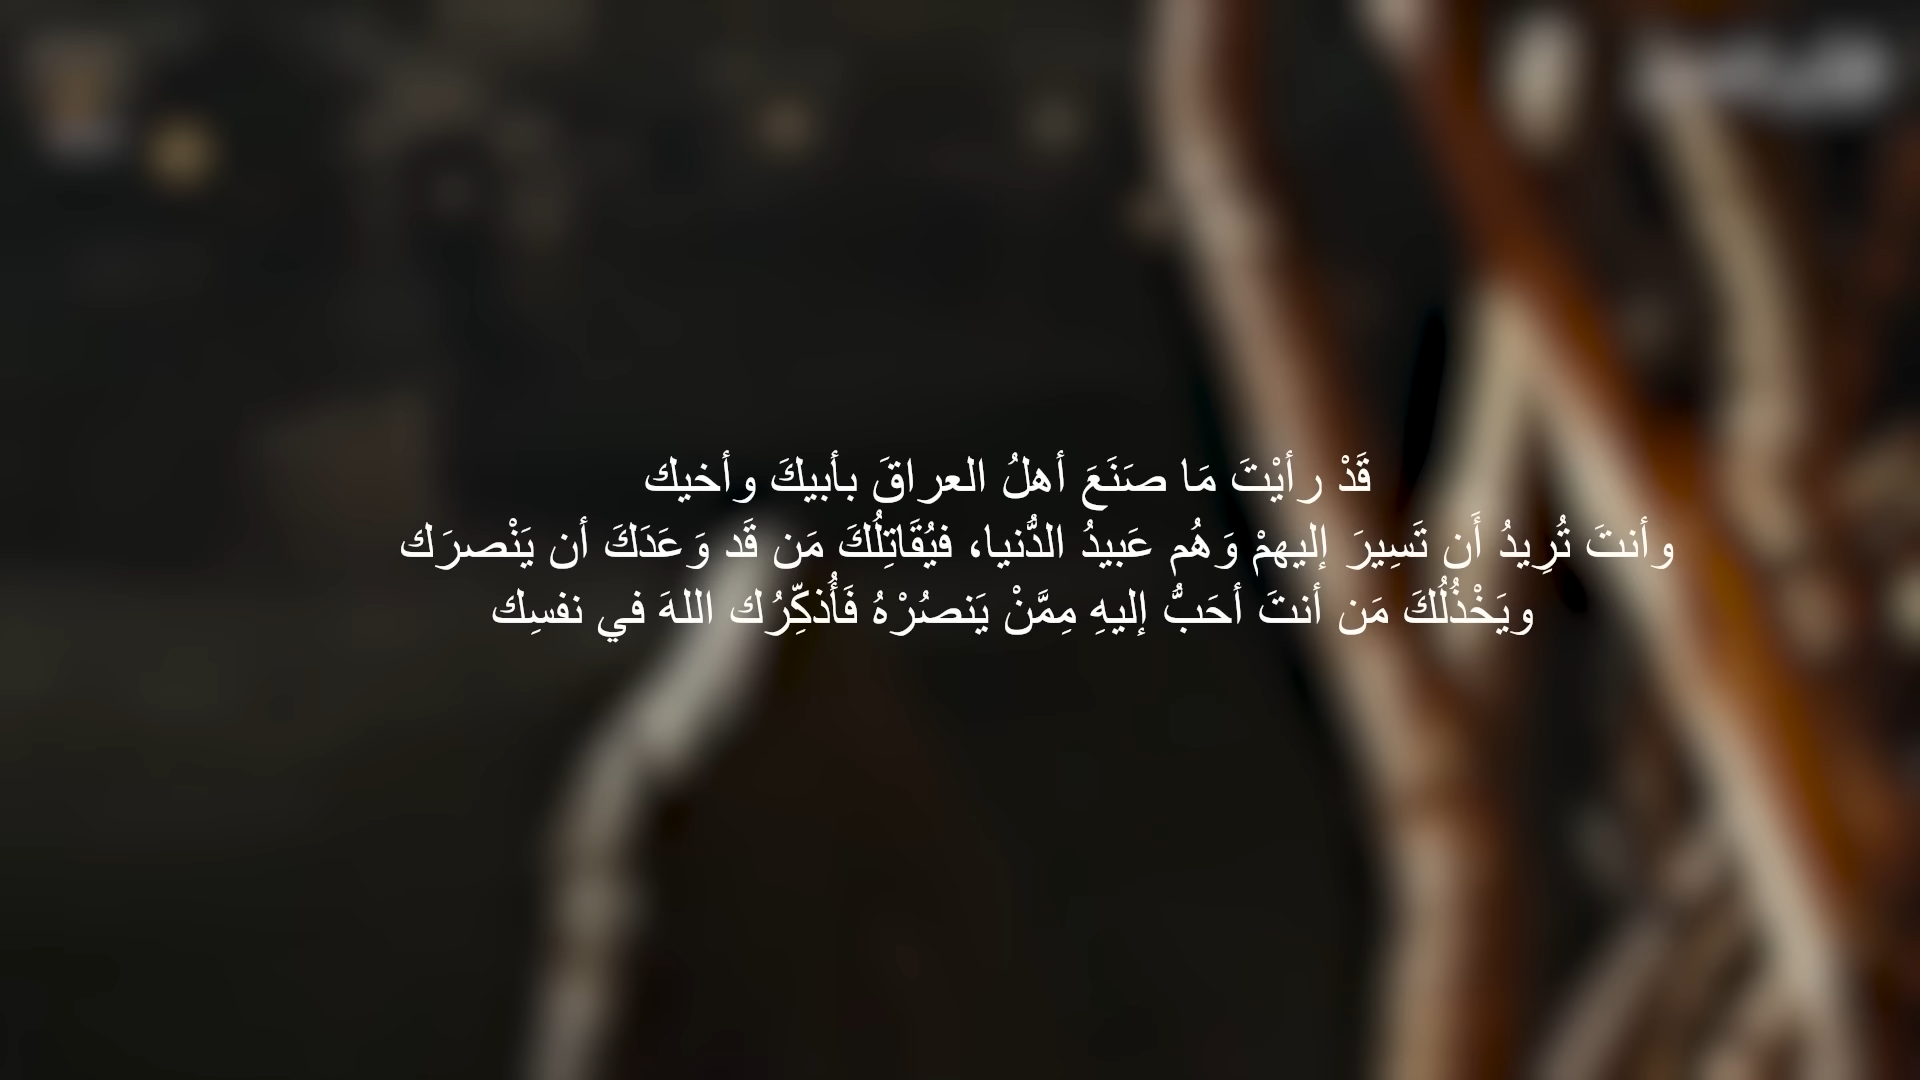 قَدْ رأيْتَ مَا صَنَعَ أهلُ العراقَ بأبيكَ وأخيك
وأنتَ تُرِيدُ أَن تَسِيرَ إليهمْ وَهُم عَبيدُ الدُّنيا، فيُقَاتِلُكَ مَن قَد وَعَدَكَ أن يَنْصرَك
ويَخْذُلُكَ مَن أنتَ أحَبُّ إليهِ مِمَّنْ يَنصُرْهُ فَأُذكِّرُك اللهَ في نفسِك